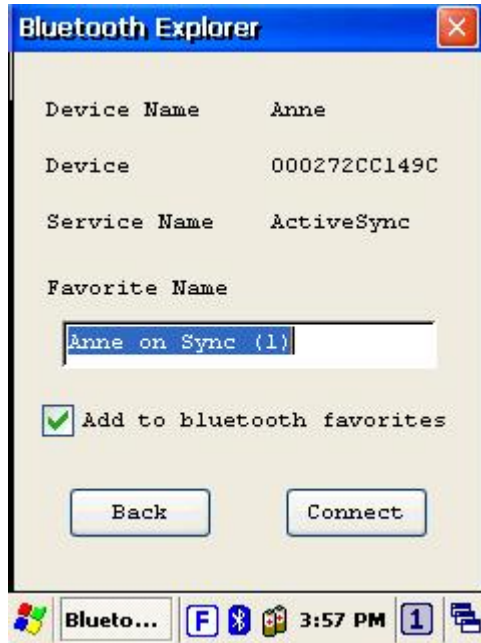 Bluetooth Explorer
Device Name Anne
Device 000272CC149C
Service Name ActiveSync
Favorite Name
Anne on Sync (1)
Add to bluetooth favorites
Back Connect
Blueto... F 3:57 PM 1